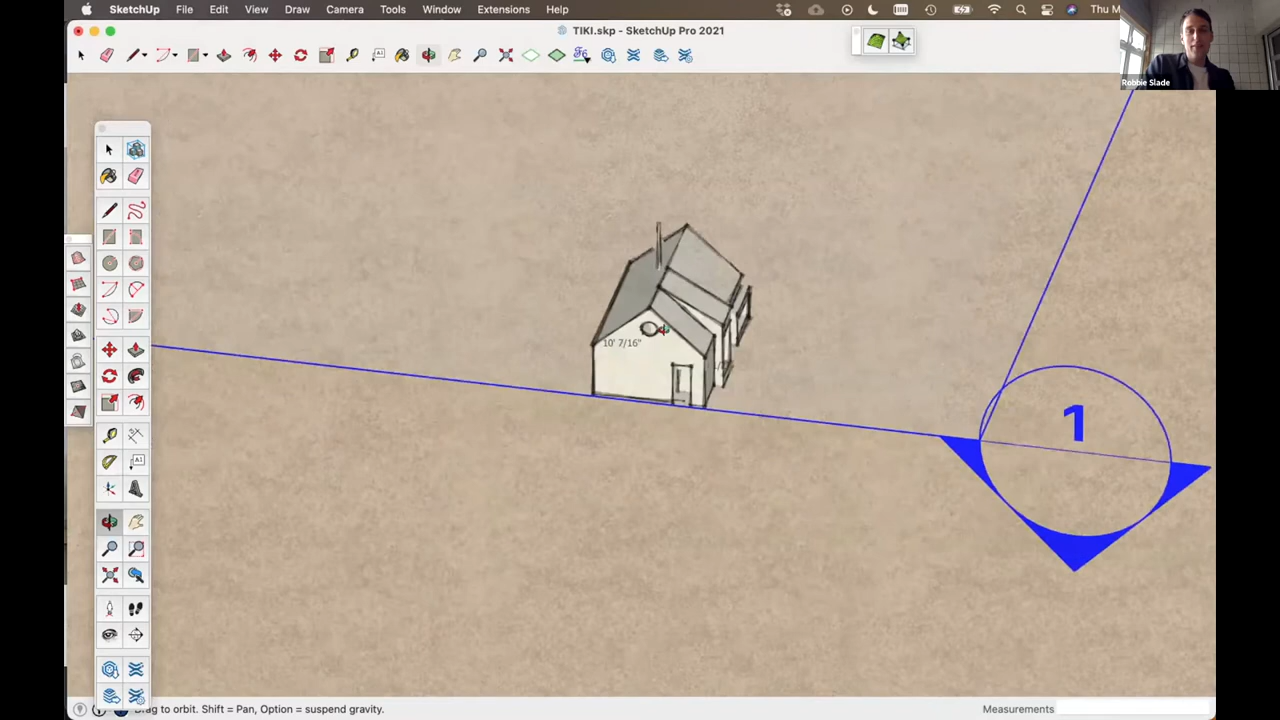 SketchUp File Edit View Draw Camera Tools Window Extensions Help Thu M
TIKI.skp - SketchUp Pro 2021
Robbie Slade
10' 7/16"
1
Drag to orbit. Shift = Pan, Option = suspend gravity.
Measurements